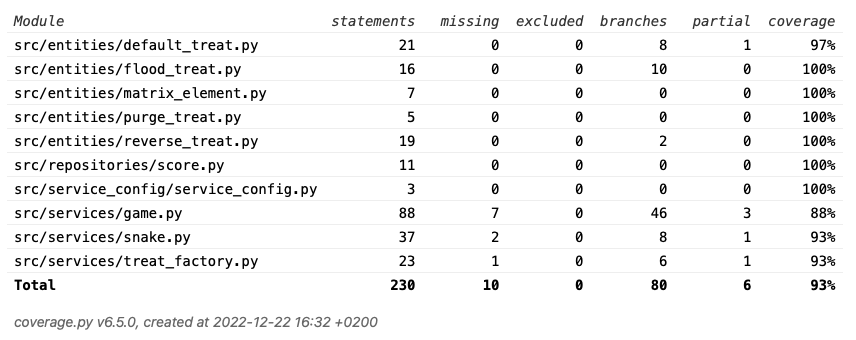 Module statements missing excluded branches partial coverage
src/entities/default_treat.py 21 0 0 8 1 97%
src/entities/flood_treat.py 16 0 0 10 0 100%
src/entities/matrix_element.py 7 0 0 0 0 100%
src/entities/purge_treat.py 5 0 0 0 0 100%
src/entities/reverse_treat.py 19 0 0 2 0 100%
src/repositories/score.py 11 0 0 0 0 100%
src/service_config/service_config.py 3 0 0 0 0 100%
src/services/game.py 88 7 0 46 3 88%
src/services/snake.py 37 2 0 8 1 93%
src/services/treat_factory.py 23 1 0 6 1 93%
Total 230 10 0 80 6 93%
coverage.py v6.5.0, created at 2022-12-22 16:32 +0200